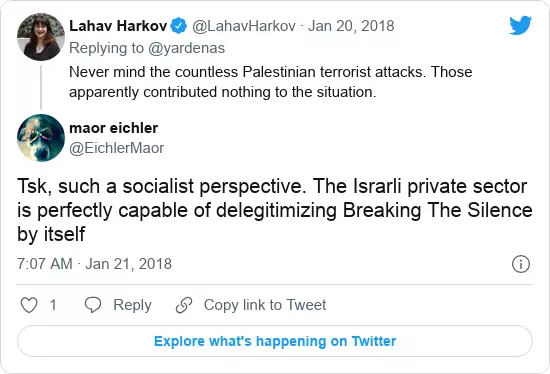 Lahav Harkov @LahavHarkov · Jan 20, 2018
Replying to @yardenas
Never mind the countless Palestinian terrorist attacks. Those
apparently contributed nothing to the situation.
maor eichler
@EichlerMaor
Tsk, such a socialist perspective. The Israrli private sector
is perfectly capable of delegitimizing Breaking The Silence
by itself
7:07 AM · Jan 21, 2018
1 Reply Copy link to Tweet
Explore what's happening on Twitter